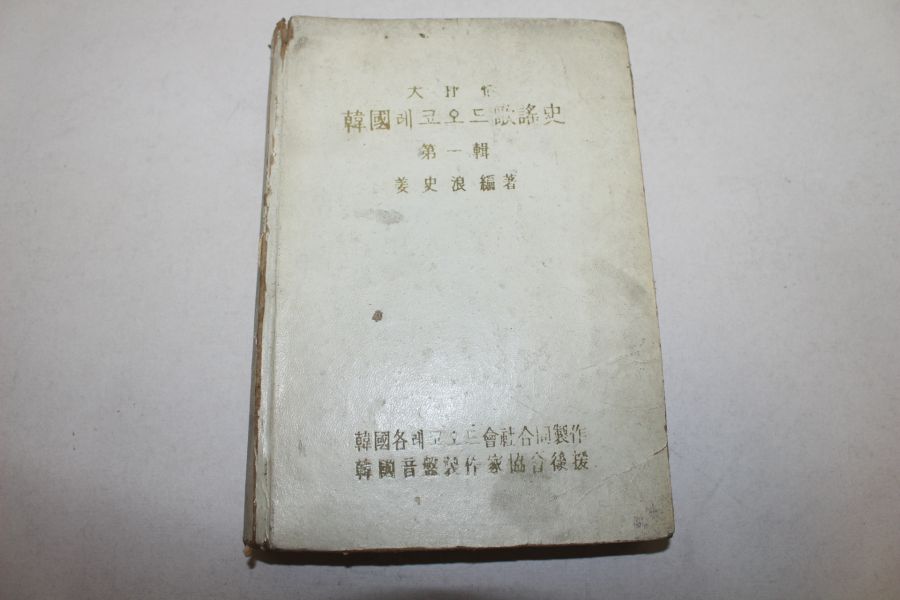 韓國레코오드歌謠史
第一輯
姜史浪 編著
韓國各레코오드會社合同製作
韓國音盤製作家協會後援